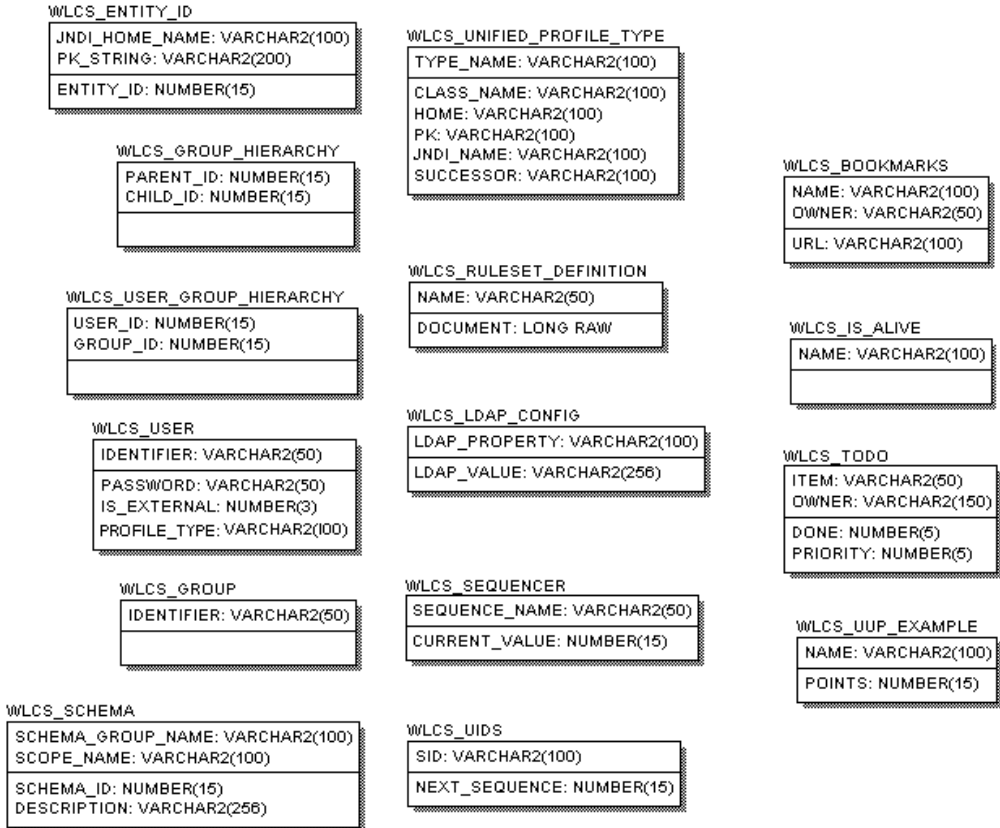 WLCS_ENTITY_ID
JNDI_HOME_NAME: VARCHAR2(100)
PK_STRING: VARCHAR2(200)
ENTITY_ID: NUMBER(15)
WLCS_GROUP_HIERARCHY
PARENT_ID: NUMBER(15)
CHILD_ID: NUMBER(15)
WLCS_USER_GROUP_HIERARCHY
USER_ID: NUMBER(15)
GROUP_ID: NUMBER(15)
WLCS_USER
IDENTIFIER: VARCHAR2(50)
PASSWORD: VARCHAR2(50)
IS_EXTERNAL: NUMBER(3)
PROFILE_TYPE: VARCHAR2(I00)
WLCS_GROUP
IDENTIFIER: VARCHAR2(50)
WLCS_SCHEMA
SCHEMA_GROUP_NAME: VARCHAR2(100)
SCOPE_NAME: VARCHAR2(100)
SCHEMA_ID: NUMBER(15)
DESCRIPTION: VARCHAR2(256)
WLCS_UNIFIED_PROFILE_TYPE
TYPE_NAME: VARCHAR2(100)
CLASS_NAME: VARCHAR2(100)
HOME: VARCHAR2(100)
PK: VARCHAR2(100)
JNDI_NAME: VARCHAR2(100)
SUCCESSOR: VARCHAR2(100)
WLCS_RULESET_DEFINITION
NAME: VARCHAR2(50)
DOCUMENT: LONG RAW
WLCS_LDAP_CONFIG
LDAP_PROPERTY: VARCHAR2(100)
LDAP_VALUE: VARCHAR2(256)
WLCS_SEQUENCER
SEQUENCE_NAME: VARCHAR2(50)
CURRENT_VALUE: NUMBER(15)
WLCS_UIDS
SID: VARCHAR2(100)
NEXT_SEQUENCE: NUMBER(15)
WLCS_BOOKMARKS
NAME: VARCHAR2(100)
OWNER: VARCHAR2(50)
URL: VARCHAR2(100)
WLCS_IS_ALIVE
NAME: VARCHAR2(100)
WLCS_TODO
ITEM: VARCHAR2(50)
OWNER: VARCHAR2(150)
DONE: NUMBER(5)
PRIORITY: NUMBER(5)
WLCS_UUP_EXAMPLE
NAME: VARCHAR2(100)
POINTS: NUMBER(15)